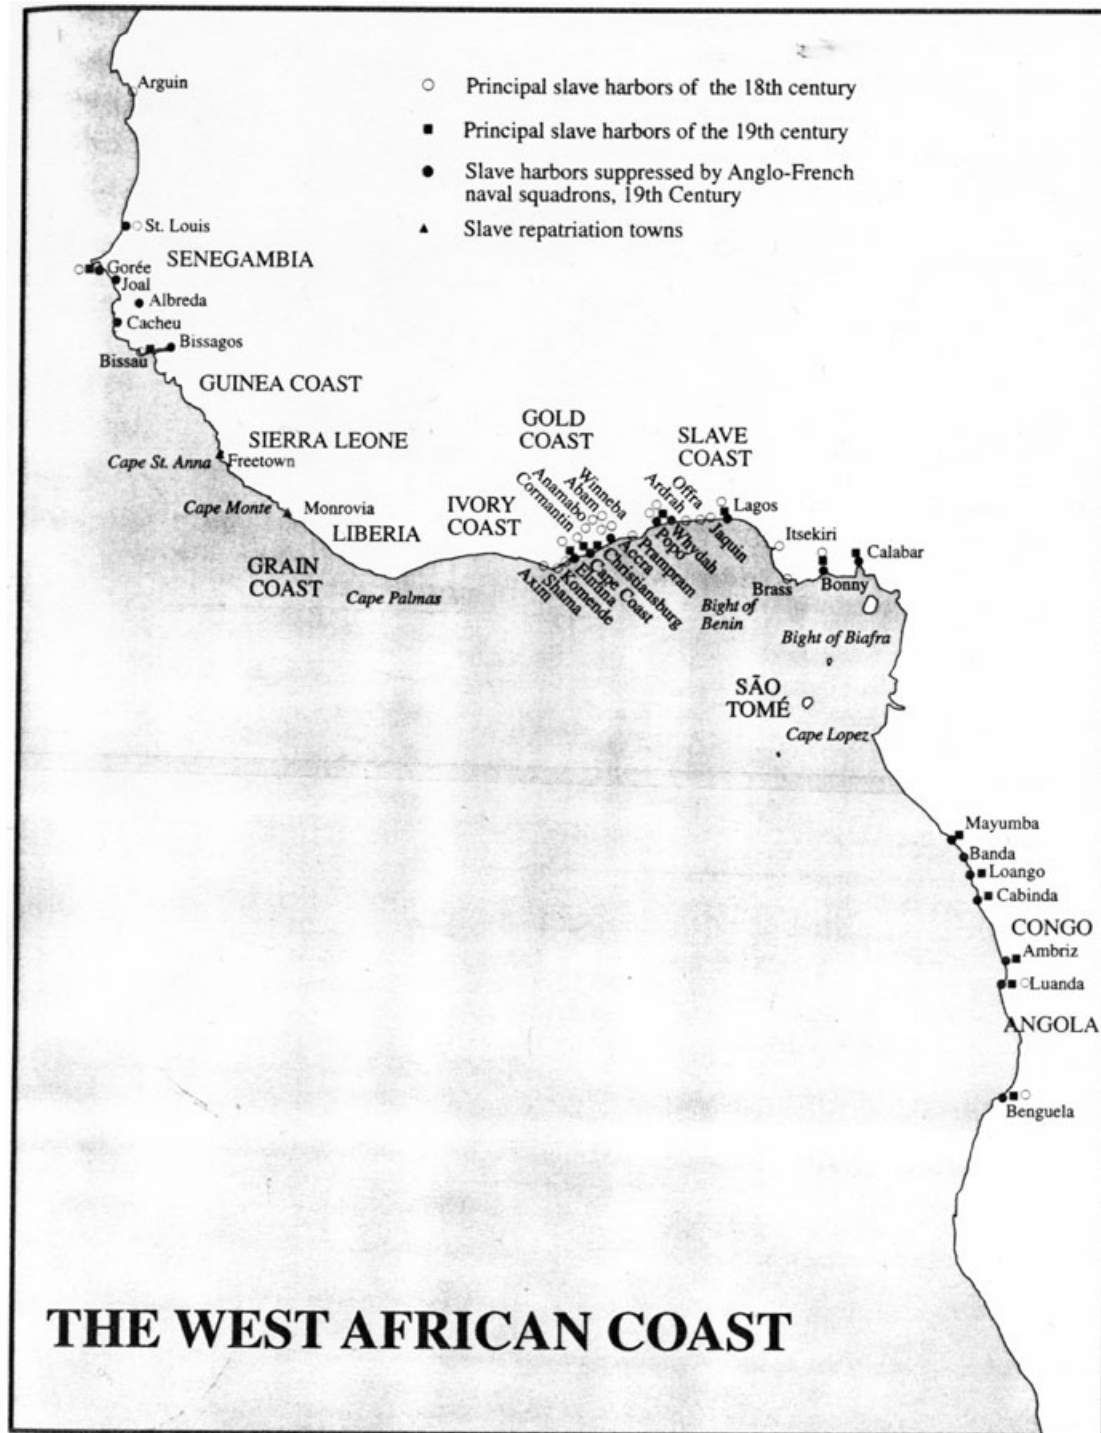 Arguin
Principal slave harbors of the 18th century
Principal slave harbors of the 19th century
Slave harbors suppressed by Anglo-French
naval squadrons, 19th Century
Slave repatriation towns
St. Louis
SENEGAMBIA
Gorée
Joal
Albreda
Cacheu
Bissagos
Bissau
GUINEA COAST
SIERRA LEONE
Cape St. Anna
Freetown
Cape Monte
Monrovia
LIBERIA
GRAIN
COAST
Cape Palmas
IVORY
COAST
GOLD
COAST
Cormantin
Anamabo
Abam
Winneba
SLAVE
COAST
Ardrah
Offra
Lagos
Axim
Shama
Komende
Elmina
Cape Coast
Christiansburg
Accra
Prampram
Popo
Whydah
Jaquin
Itsekiri
Calabar
Brass
Bonny
Bight of
Benin
Bight of Biafra
SÃO
TOMÉ
Cape Lopez
Mayumba
Banda
Loango
Cabinda
CONGO
Ambriz
Luanda
ANGOLA
Benguela
THE WEST AFRICAN COAST